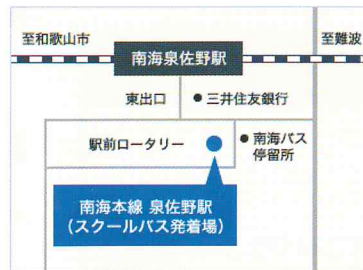 至和歌山市
至難波
南海泉佐野駅
東出口
●三井住友銀行
駅前ロータリー
●南海バス
停留所
南海本線 泉佐野駅
(スクールバス発着場)